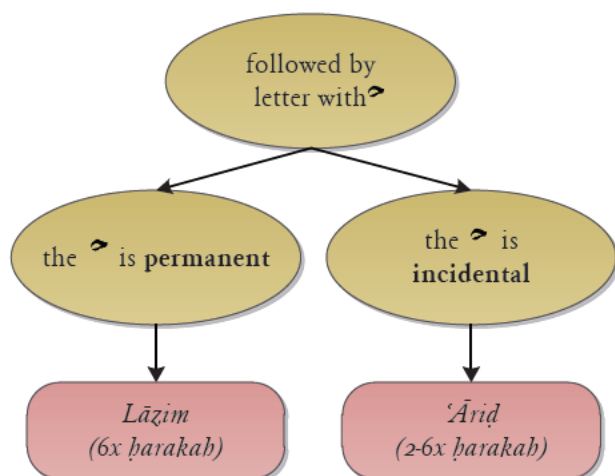 followed by
letter with ْ
the ْ is permanent
the ْ is
incidental
Lāzim
(6x ḥarakah)
ʿĀriḍ
(2-6x ḥarakah)